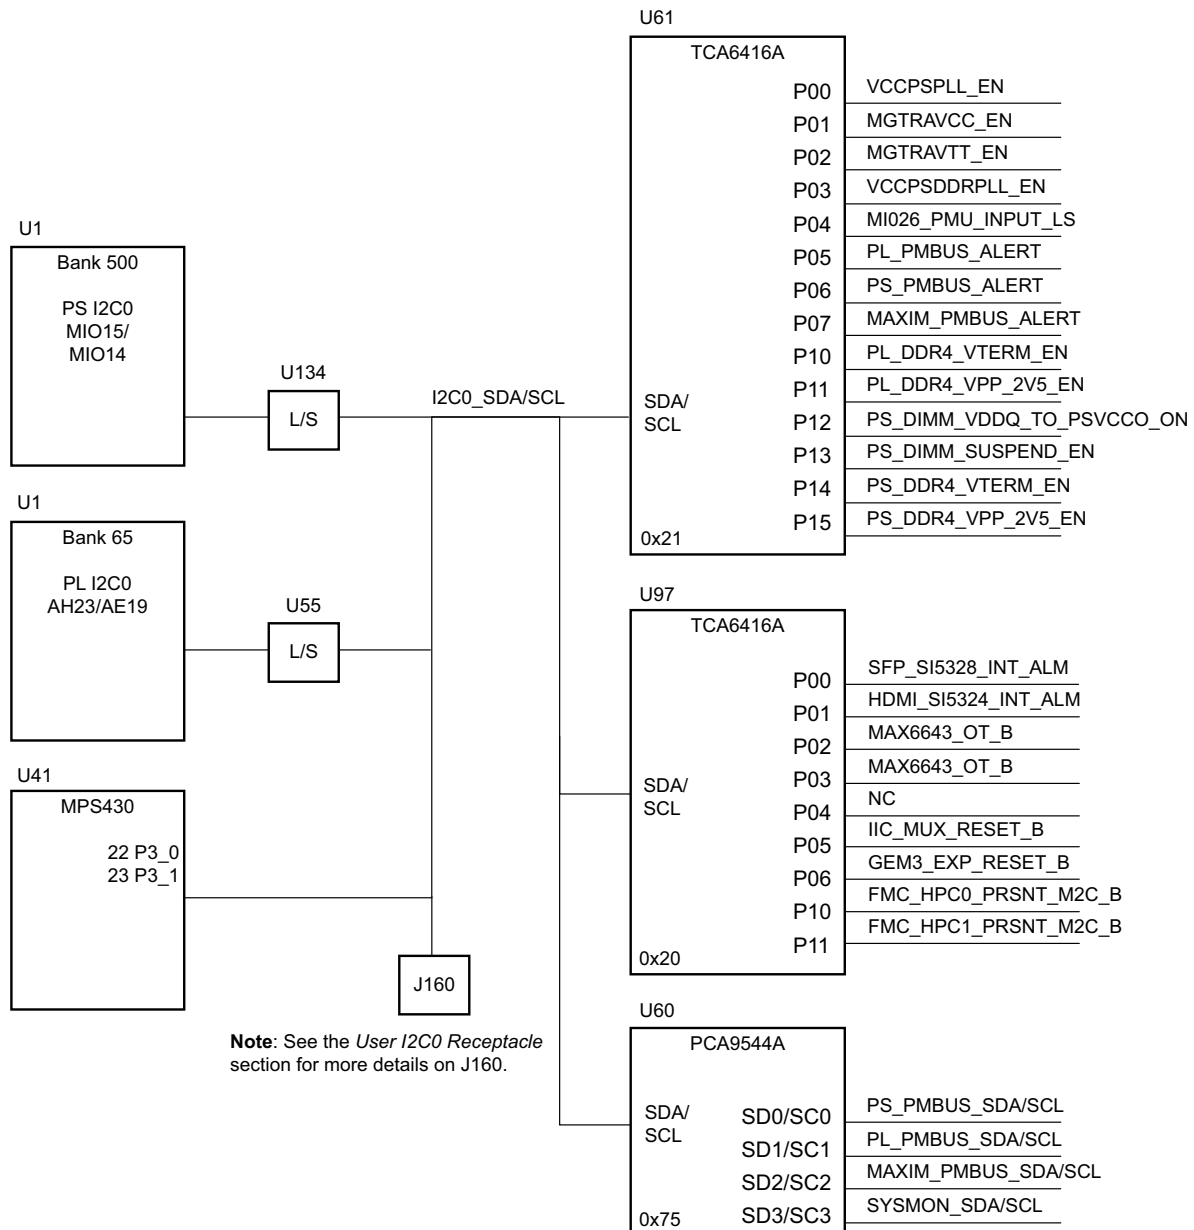 U61
TCA6416A
P00 VCCPSPLL_EN
P01 MGTRAVCC_EN
P02 MGTRAVTT_EN
P03 VCCPSDDRPLL_EN
P04 MI026_PMU_INPUT_LS
P05 PL_PMBUS_ALERT
P06 PS_PMBUS_ALERT
P07 MAXIM_PMBUS_ALERT
P10 PL_DDR4_VTERM_EN
P11 PL_DDR4_VPP_2V5_EN
P12 PS_DIMM_VDDQ_TO_PSVCCO_ON
P13 PS_DIMM_SUSPEND_EN
P14 PS_DDR4_VTERM_EN
P15 PS_DDR4_VPP_2V5_EN
SDA/
SCL
0x21
U1
Bank 500
PS I2C0
MIO15/
MIO14
U134
L/S
I2C0_SDA/SCL
U1
Bank 65
PL I2C0
AH23/AE19
U55
L/S
U41
MPS430
22 P3_0
23 P3_1
J160
Note: See the User I2C0 Receptacle
section for more details on J160.
U97
TCA6416A
P00 SFP_SI5328_INT_ALM
P01 HDMI_SI5324_INT_ALM
P02 MAX6643_OT_B
P03 MAX6643_OT_B
P04 NC
P05 IIC_MUX_RESET_B
P06 GEM3_EXP_RESET_B
P10 FMC_HPC0_PRSNT_M2C_B
P11 FMC_HPC1_PRSNT_M2C_B
SDA/
SCL
0x20
U60
PCA9544A
SDA/
SCL
SD0/SC0 PS_PMBUS_SDA/SCL
SD1/SC1 PL_PMBUS_SDA/SCL
SD2/SC2 MAXIM_PMBUS_SDA/SCL
SD3/SC3 SYSMON_SDA/SCL
0x75